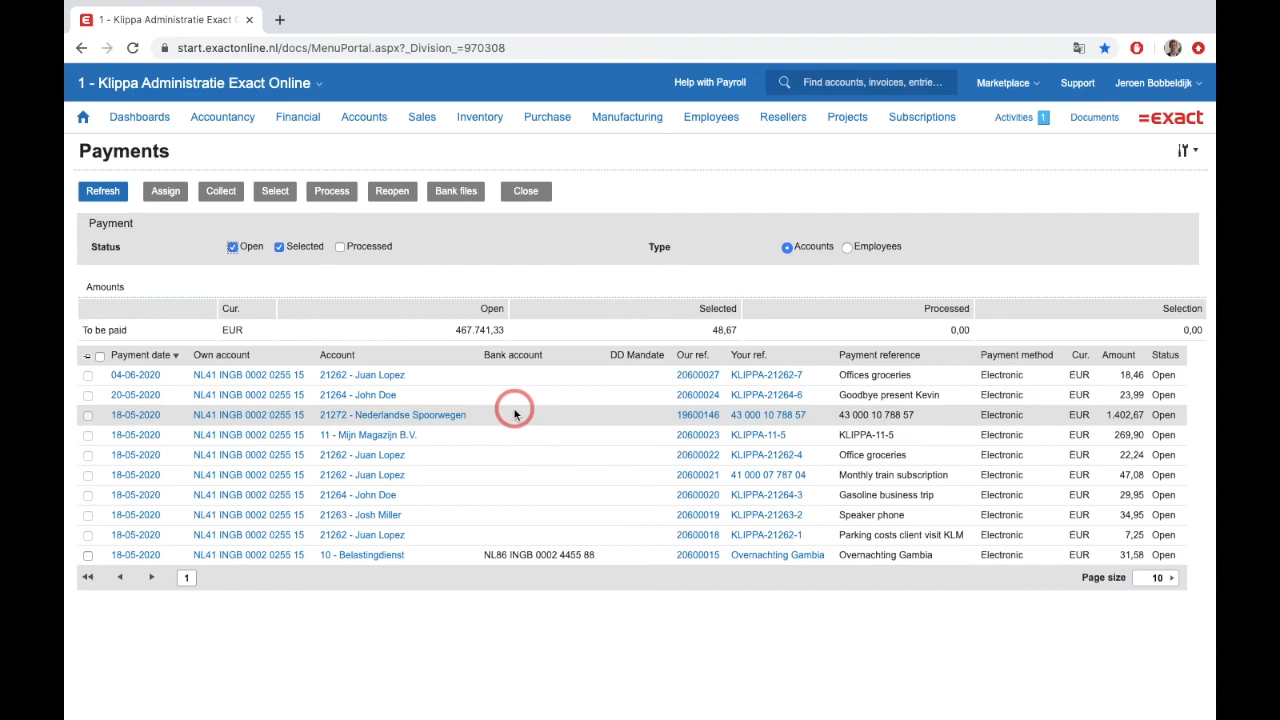 1 - Klippa Administratie Exact O
start.exactonline.nl/docs/MenuPortal.aspx?_Division_=970308
1 - Klippa Administratie Exact Online Help with Payroll Find accounts, invoices, entrie... Marketplace Support Jeroen Bobbeldijk
Dashboards Accountancy Financial Accounts Sales Inventory Purchase Manufacturing Employees Resellers Projects Subscriptions Activities 1 Documents =exact
Payments
Refresh Assign Collect Select Process Reopen Bank files Close
Payment
Status Open Selected Processed Type Accounts Employees
Amounts
Cur. Open Selected Processed Selection
To be paid EUR 467.741,33 48,67 0,00 0,00
Payment date Own account Account Bank account DD Mandate Our ref. Your ref. Payment reference Payment method Cur. Amount Status
04-06-2020 NL41 INGB 0002 0255 15 21262 - Juan Lopez 20600027 KLIPPA-21262-7 Offices groceries Electronic EUR 18,46 Open
20-05-2020 NL41 INGB 0002 0255 15 21264 - John Doe 20600024 KLIPPA-21264-6 Goodbye present Kevin Electronic EUR 23,99 Open
18-05-2020 NL41 INGB 0002 0255 15 21272 - Nederlandse Spoorwegen 19600146 43 000 10 788 57 43 000 10 788 57 Electronic EUR 1.402,67 Open
18-05-2020 NL41 INGB 0002 0255 15 11 - Mijn Magazijn B.V. 20600023 KLIPPA-11-5 KLIPPA-11-5 Electronic EUR 269,90 Open
18-05-2020 NL41 INGB 0002 0255 15 21262 - Juan Lopez 20600022 KLIPPA-21262-4 Office groceries Electronic EUR 22,24 Open
18-05-2020 NL41 INGB 0002 0255 15 21262 - Juan Lopez 20600021 41 000 07 787 04 Monthly train subscription Electronic EUR 47,08 Open
18-05-2020 NL41 INGB 0002 0255 15 21264 - John Doe 20600020 KLIPPA-21264-3 Gasoline business trip Electronic EUR 29,95 Open
18-05-2020 NL41 INGB 0002 0255 15 21263 - Josh Miller 20600019 KLIPPA-21263-2 Speaker phone Electronic EUR 34,95 Open
18-05-2020 NL41 INGB 0002 0255 15 21262 - Juan Lopez 20600018 KLIPPA-21262-1 Parking costs client visit KLM Electronic EUR 7,25 Open
18-05-2020 NL41 INGB 0002 0255 15 10 - Belastingdienst NL86 INGB 0002 4455 88 20600015 Overnachting Gambia Overnachting Gambia Electronic EUR 31,58 Open
1 Page size 10